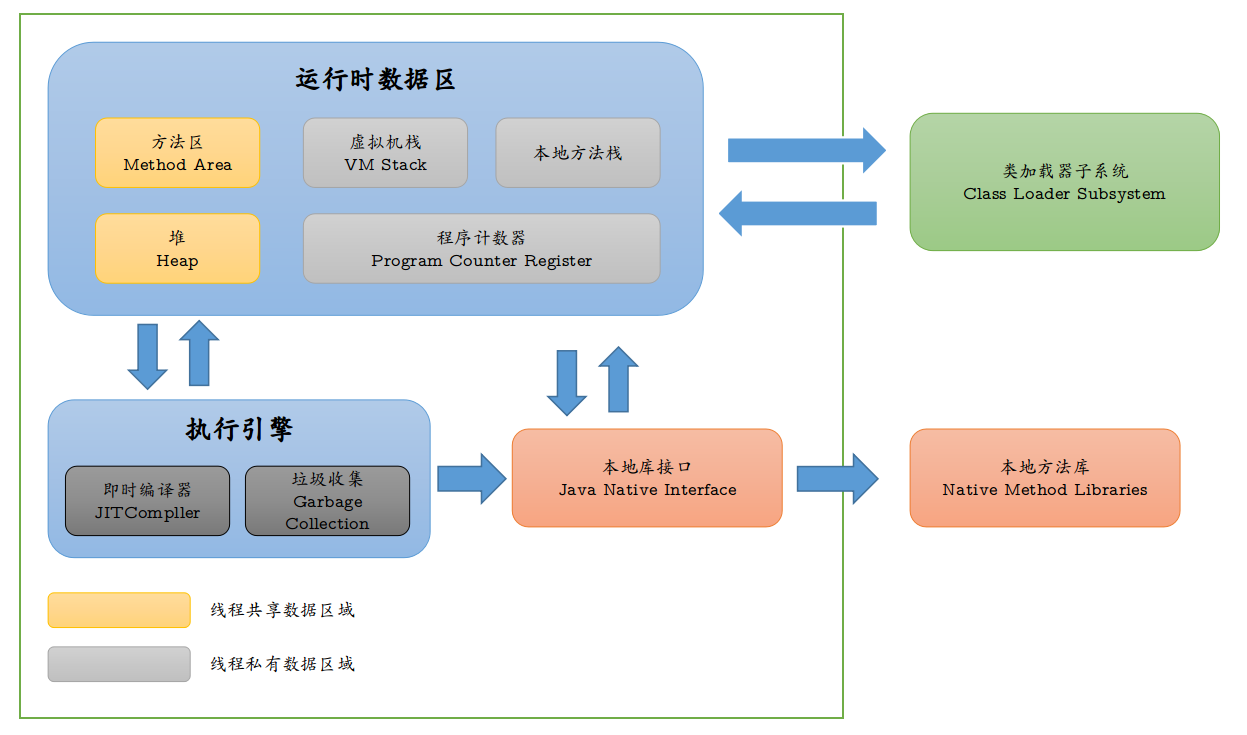 运行时数据区
方法区
Method Area
虚拟机栈
VM Stack
本地方法栈
堆
Heap
程序计数器
Program Counter Register
类加载器子系统
Class Loader Subsystem
执行引擎
即时编译器
JITCompller
垃圾收集
Garbage
Collection
本地库接口
Java Native Interface
本地方法库
Native Method Libraries
线程共享数据区域
线程私有数据区域